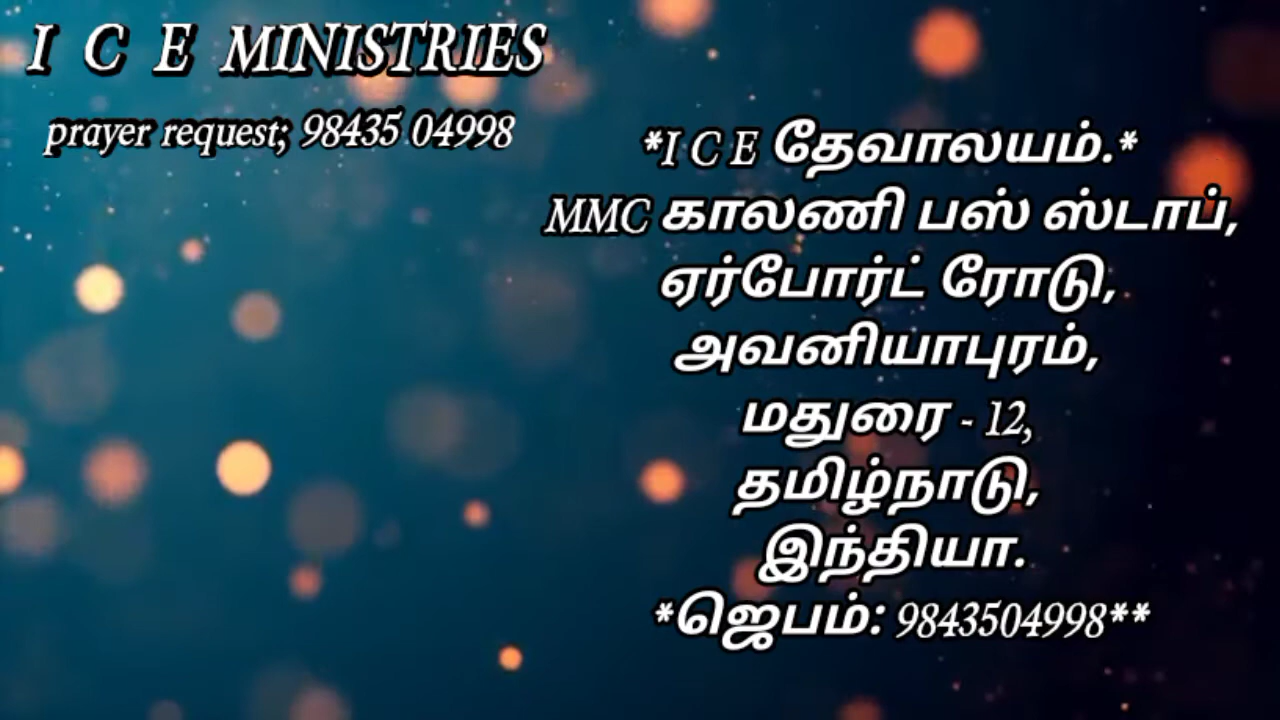 I C E MINISTRIES
prayer request; 98435 04998
*I C E தேவாலயம்.*
MMC காலணி பஸ் ஸ்டாப்,
ஏர்போர்ட் ரோடு,
அவனியாபுரம்,
மதுரை - 12,
தமிழ்நாடு,
இந்தியா.
*ஜெபம்: 9843504998**